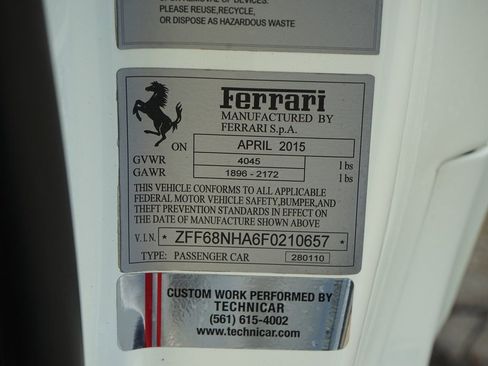 PLEASE REUSE,RECYCLE,
OR DISPOSE AS HAZARDOUS WASTE
Ferrari
MANUFACTURED BY
FERRARI S.p.A.
ON APRIL 2015
GVWR 4045 lbs
GAWR 1896 - 2172 lbs
THIS VEHICLE CONFORMS TO ALL APPLICABLE
FEDERAL MOTOR VEHICLE SAFETY, BUMPER,AND
THEFT PREVENTION STANDARDS IN EFFECT ON
THE DATE OF MANUFACTURE SHOWN ABOVE
V.I.N. * ZFF68NHA6F0210657 *
TYPE: PASSENGER CAR 280110
CUSTOM WORK PERFORMED BY
TECHNICAR
(561) 615-4002
www.technicar.com